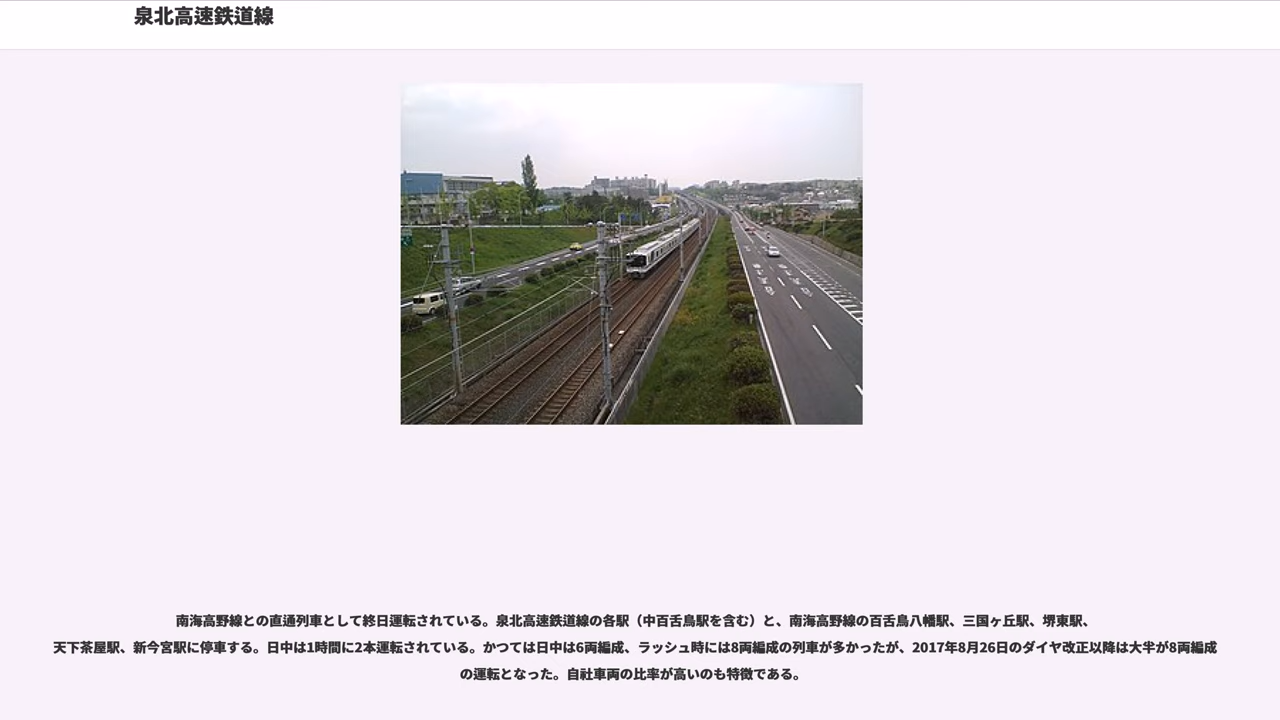 泉北高速鉄道線
南海高野線との直通列車として終日運転されている。泉北高速鉄道線の各駅（中百舌鳥駅を含む）と、南海高野線の百舌鳥八幡駅、三国ヶ丘駅、堺東駅、
天下茶屋駅、新今宮駅に停車する。日中は1時間に2本運転されている。かつては日中は6両編成、ラッシュ時には8両編成の列車が多かったが、2017年8月26日のダイヤ改正以降は大半が8両編成
の運転となった。自社車両の比率が高いのも特徴である。